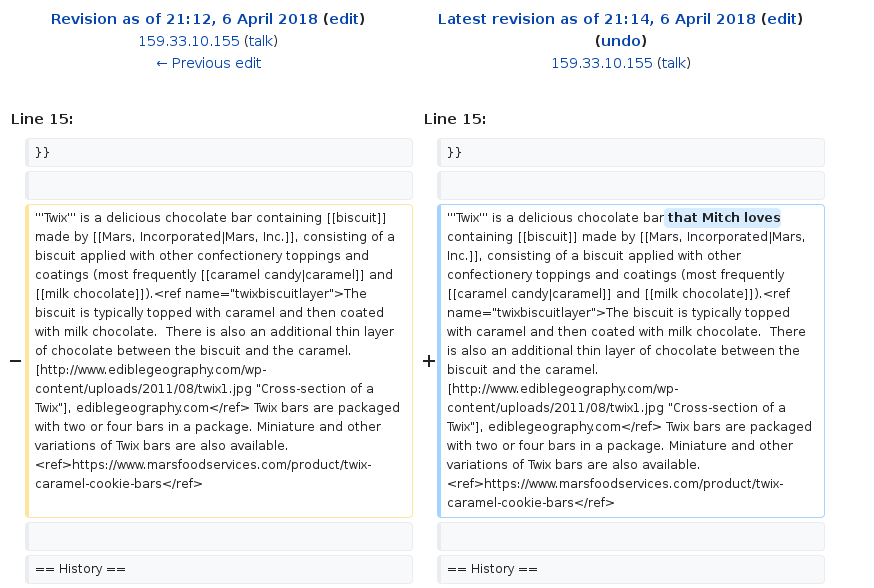 Revision as of 21:12, 6 April 2018 (edit)
159.33.10.155 (talk)
← Previous edit
Latest revision as of 21:14, 6 April 2018 (edit)
(undo)
159.33.10.155 (talk)
Line 15:
Line 15:
}}
}}
− 
'''Twix''' is a delicious chocolate bar containing [[biscuit]]
made by [[Mars, Incorporated|Mars, Inc.]], consisting of a
biscuit applied with other confectionery toppings and
coatings (most frequently [[caramel candy|caramel]] and
[[milk chocolate]]).<ref name="twixbiscuitlayer">The
biscuit is typically topped with caramel and then coated
with milk chocolate.  There is also an additional thin layer
of chocolate between the biscuit and the caramel.
[http://www.ediblegeography.com/wp-
content/uploads/2011/08/twix1.jpg "Cross-section of a
Twix"], ediblegeography.com</ref> Twix bars are packaged
with two or four bars in a package. Miniature and other
variations of Twix bars are also available.
<ref>https://www.marsfoodservices.com/product/twix-
caramel-cookie-bars</ref>
+
'''Twix''' is a delicious chocolate bar that Mitch loves
containing [[biscuit]] made by [[Mars, Incorporated|Mars,
Inc.]], consisting of a biscuit applied with other
confectionery toppings and coatings (most frequently
[[caramel candy|caramel]] and [[milk chocolate]]).<ref
name="twixbiscuitlayer">The biscuit is typically topped
with caramel and then coated with milk chocolate.  There
is also an additional thin layer of chocolate between the
biscuit and the caramel.
[http://www.ediblegeography.com/wp-
content/uploads/2011/08/twix1.jpg "Cross-section of a
Twix"], ediblegeography.com</ref> Twix bars are packaged
with two or four bars in a package. Miniature and other
variations of Twix bars are also available.
<ref>https://www.marsfoodservices.com/product/twix-
caramel-cookie-bars</ref>
== History ==
== History ==